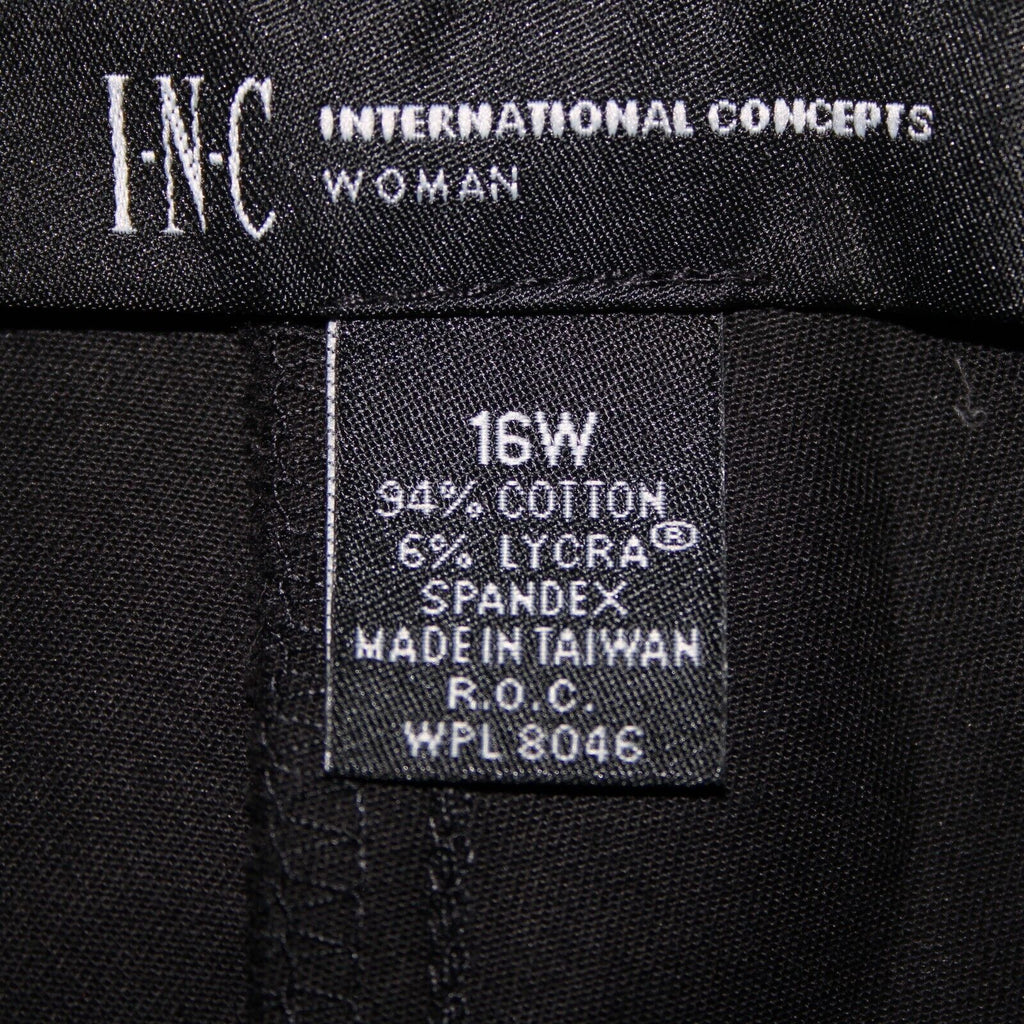 I·N·C INTERNATIONAL CONCEPTS
WOMAN
16W
94% COTTON
6% LYCRA®
SPANDEX
MADE IN TAIWAN
R.O.C.
WPL 8046